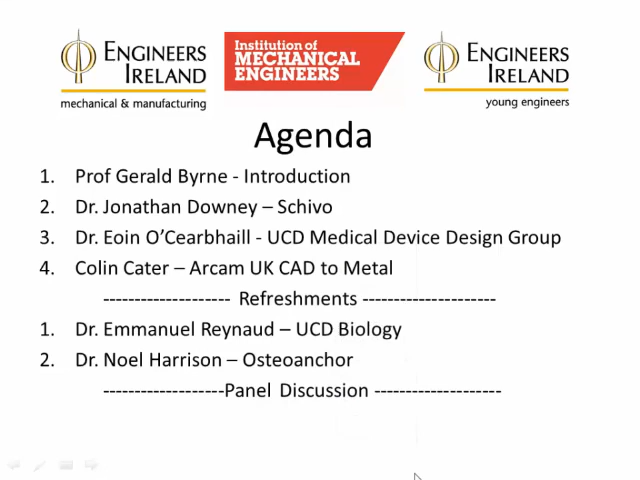 ENGINEERS
IRELAND
mechanical & manufacturing
Institution of
MECHANICAL
ENGINEERS
ENGINEERS
IRELAND
young engineers
Agenda
1. Prof Gerald Byrne - Introduction
2. Dr. Jonathan Downey – Schivo
3. Dr. Eoin O’Cearbhaill - UCD Medical Device Design Group
4. Colin Cater – Arcam UK CAD to Metal
-------------------- Refreshments ---------------------
1. Dr. Emmanuel Reynaud – UCD Biology
2. Dr. Noel Harrison – Osteoanchor
-------------------Panel Discussion --------------------